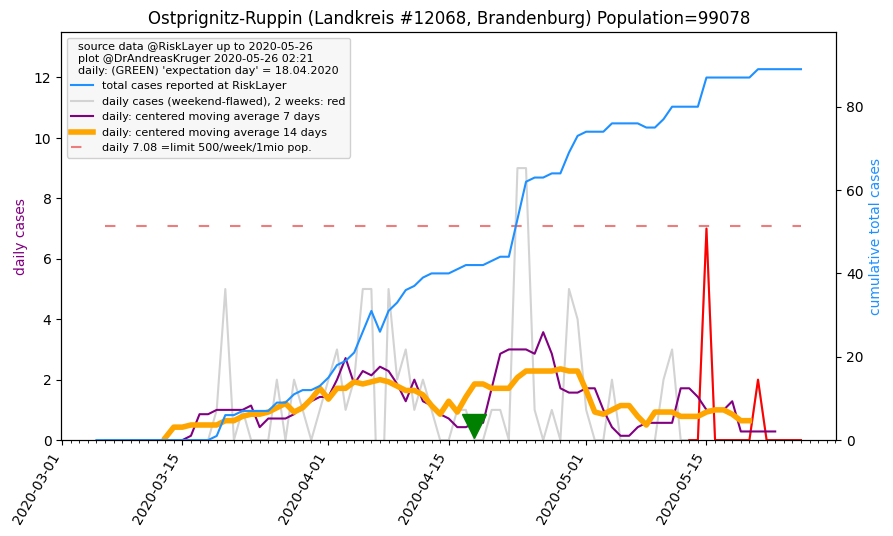 Ostprignitz-Ruppin (Landkreis #12068, Brandenburg) Population=99078
source data @RiskLayer up to 2020-05-26
plot @DrAndreasKruger 2020-05-26 02:21
daily: (GREEN) 'expectation day' = 18.04.2020
total cases reported at RiskLayer
daily cases (weekend-flawed), 2 weeks: red
daily: centered moving average 7 days
daily: centered moving average 14 days
daily 7.08 =limit 500/week/1mio pop.
daily cases
12
10
8
6
4
2
0
cumulative total cases
80
60
40
20
0
2020-03-01
2020-03-15
2020-04-01
2020-04-15
2020-05-01
2020-05-15